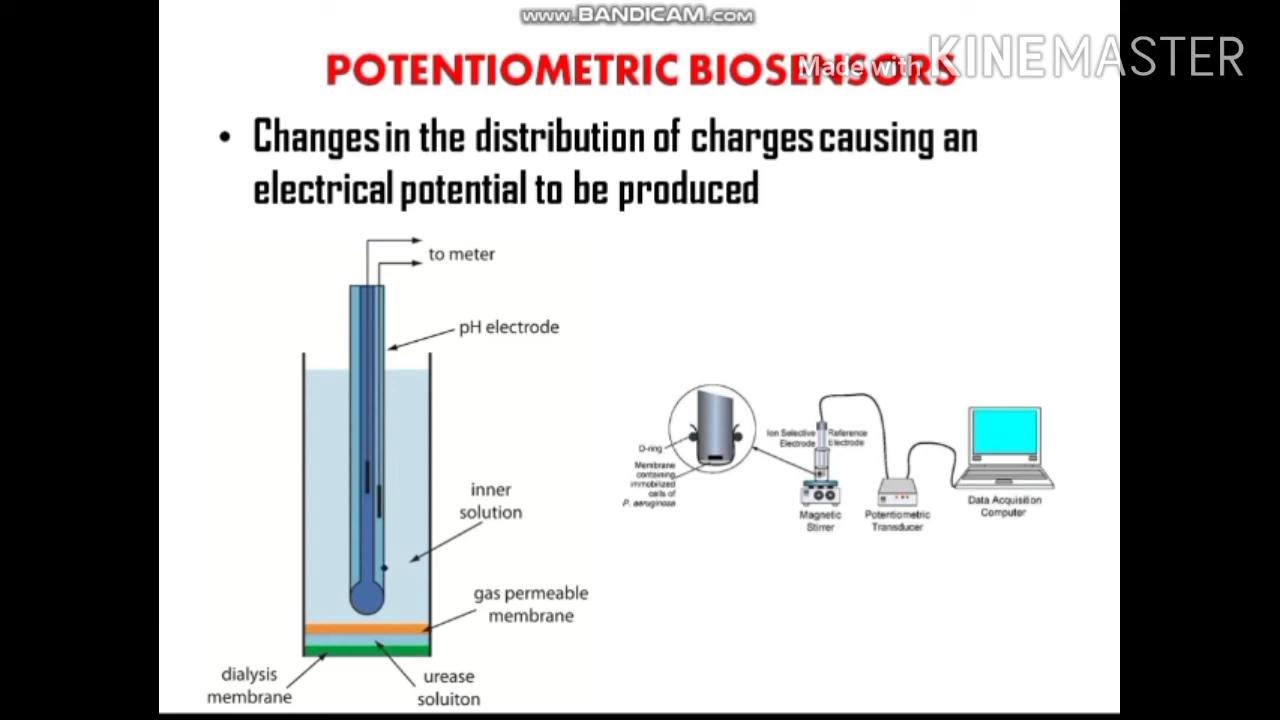 www.BANDICAM.com
POTENTIOMETRIC BIOSENSORS
Made with KINEMASTER
• Changes in the distribution of charges causing an
electrical potential to be produced
to meter
pH electrode
inner
solution
gas permeable
membrane
dialysis
membrane
urease
soluiton
O-ring
Membrane
containing
immobilized
cells of
P. aeruginosa
Ion Selective
Electrode
Reference
Electrode
Magnetic
Stirrer
Potentiometric
Transducer
Data Acquisition
Computer